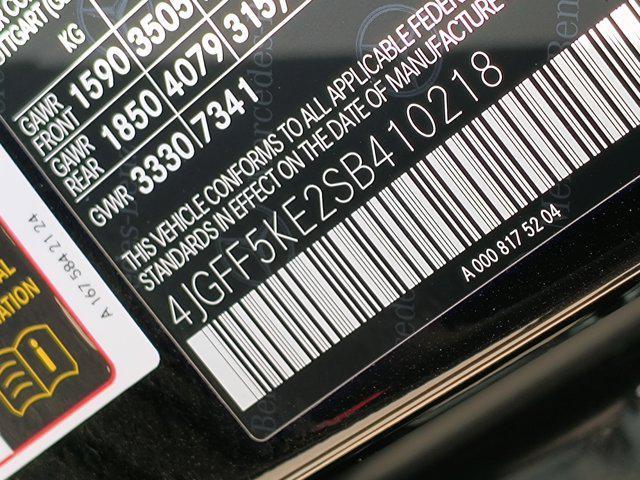 KG
GAWR FRONT 1590 3505
GAWR REAR 1850 4079 3157
GVWR 3330 7341
THIS VEHICLE CONFORMS TO ALL APPLICABLE FEDER
STANDARDS IN EFFECT ON THE DATE OF MANUFACTURE
4JGFF5KE2SB410218
A 000 817 52 04
A 167 584 21 24